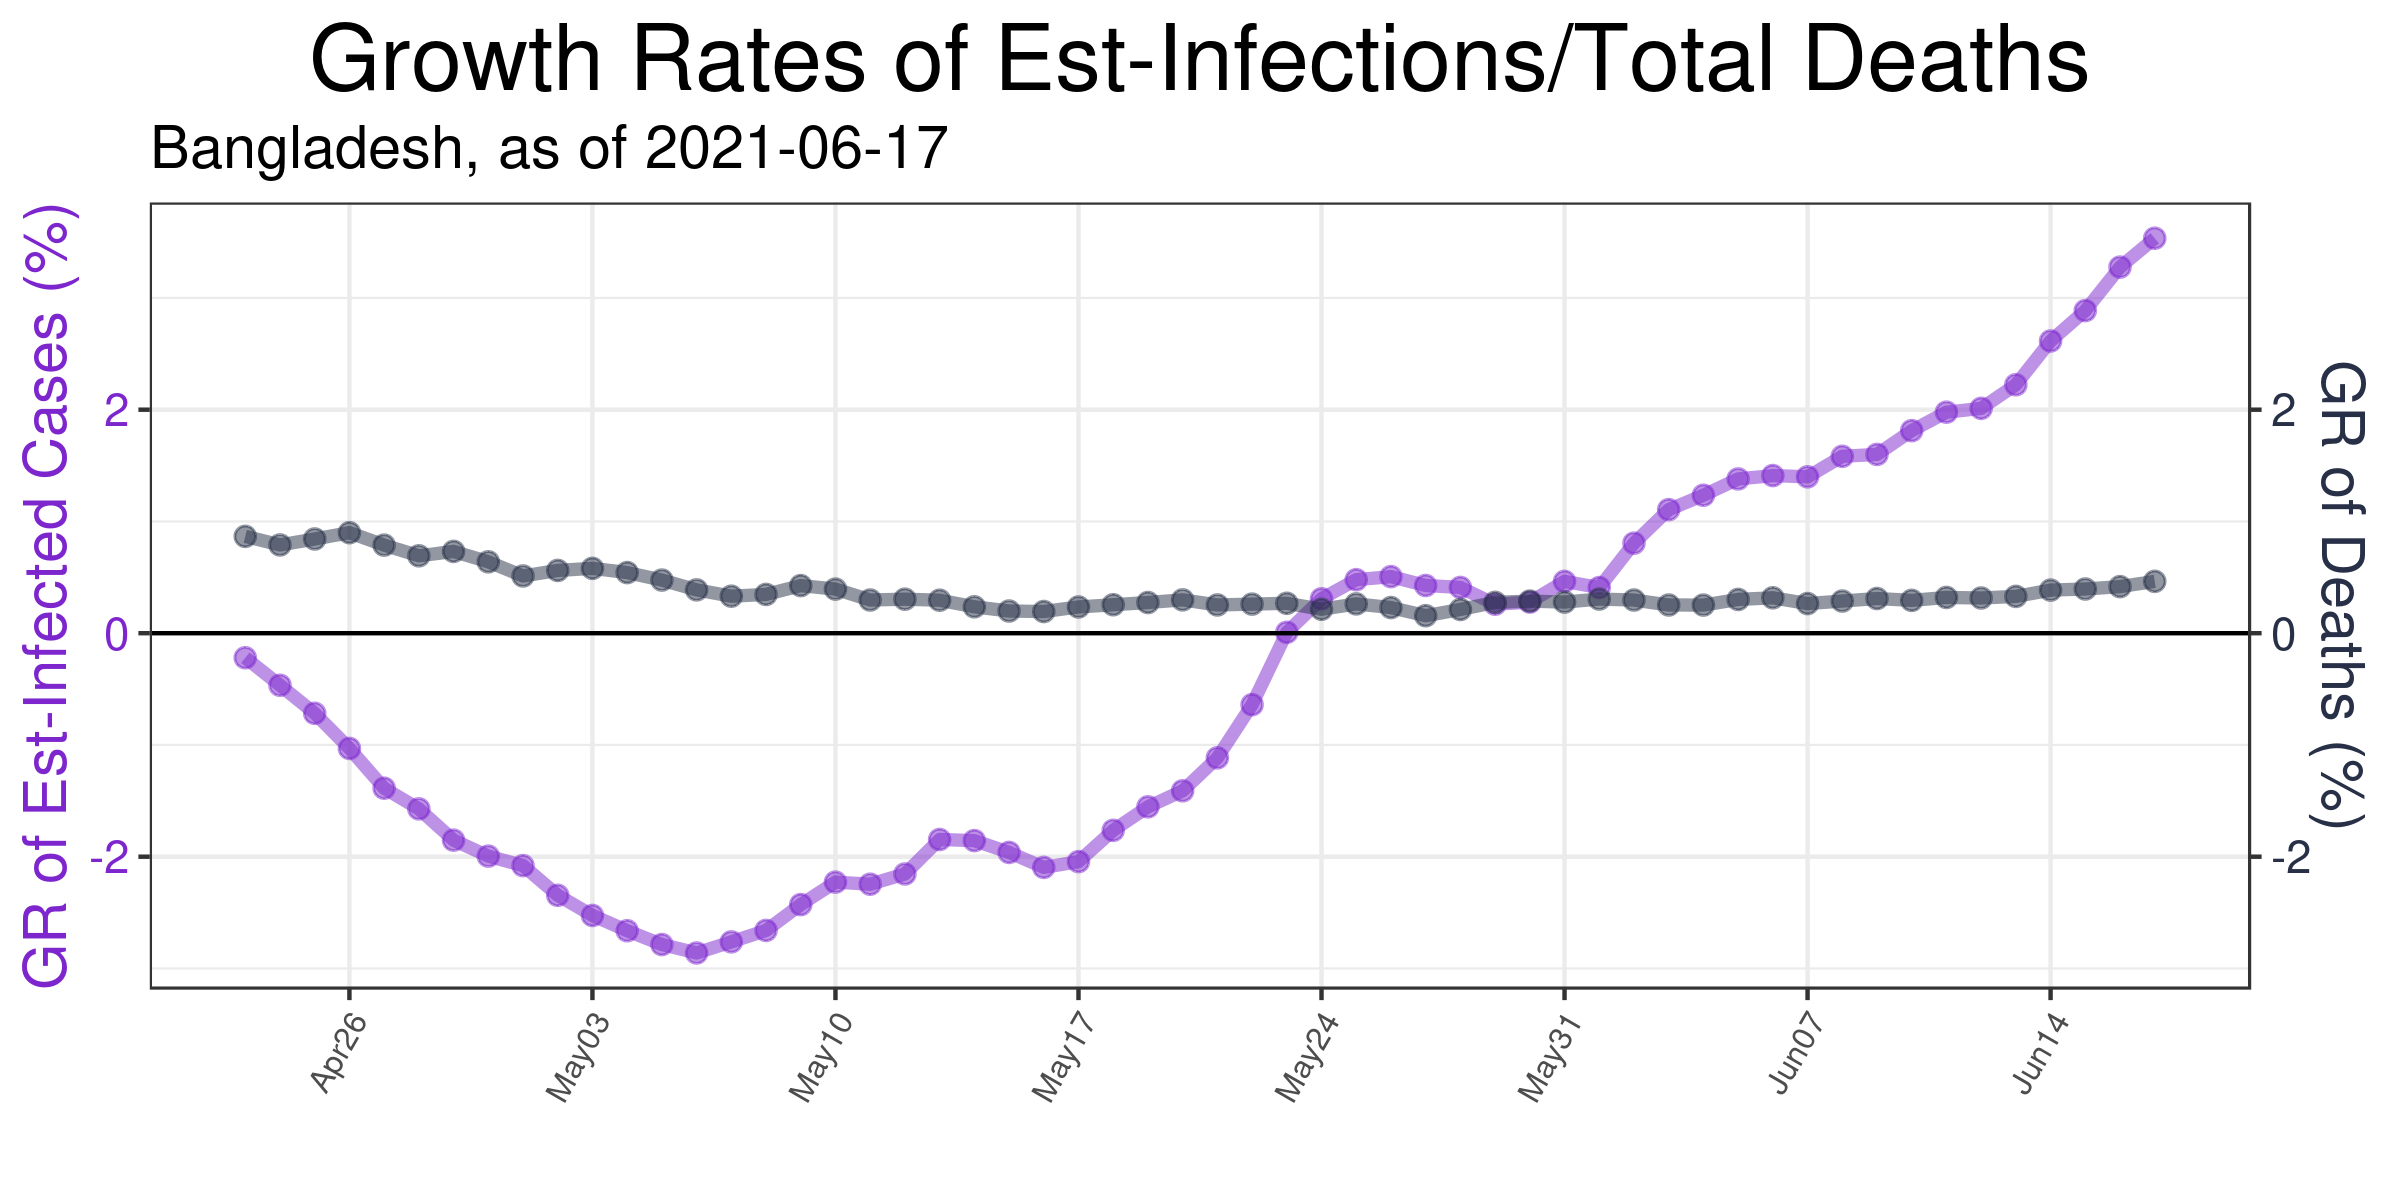 Growth Rates of Est-Infections/Total Deaths
Bangladesh, as of 2021-06-17
GR of Est-Infected Cases (%)
2
0
-2
2
0
-2
GR of Deaths (%)
Apr26
May03
May10
May17
May24
May31
Jun07
Jun14